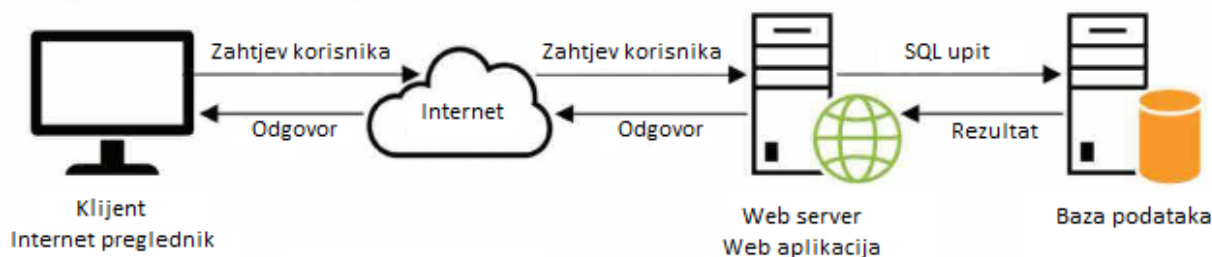 Zahtjev korisnika
Zahtjev korisnika
SQL upit
Internet
Odgovor
Odgovor
Rezultat
Klijent
Internet preglednik
Web server
Web aplikacija
Baza podataka